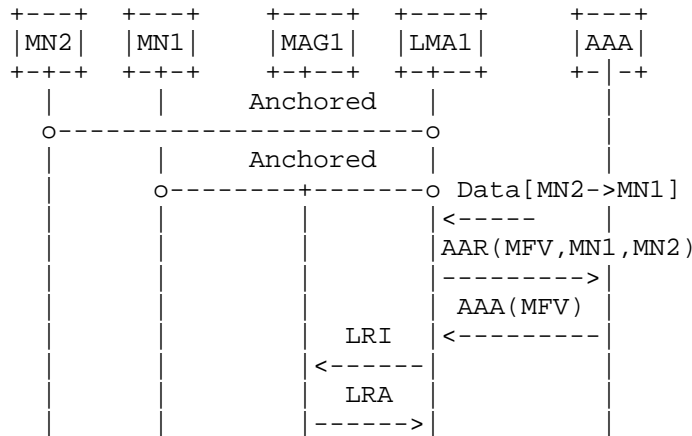 MN2 MN1 MAG1 LMA1 AAA
Anchored
Anchored
Data[MN2->MN1]
AAR(MFV,MN1,MN2)
AAA(MFV)
LRI
LRA